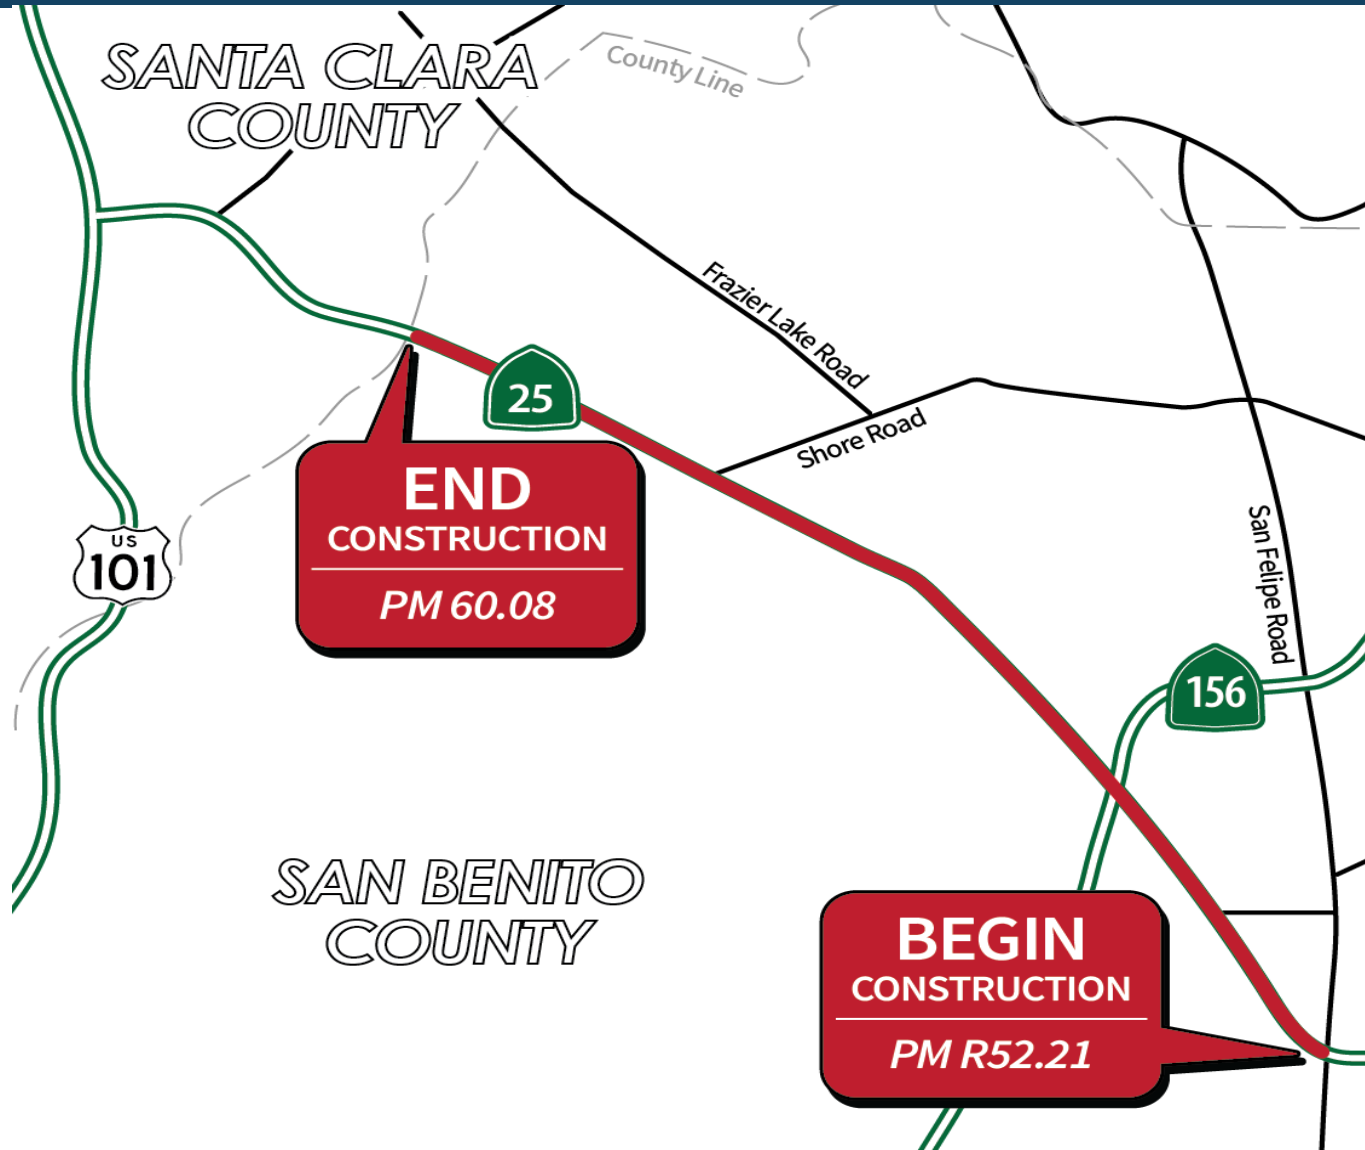 SANTA CLARA
COUNTY
County Line
Frazier Lake Road
25
Shore Road
END
CONSTRUCTION
PM 60.08
US
101
San Felipe Road
156
SAN BENITO
COUNTY
BEGIN
CONSTRUCTION
PM R52.21